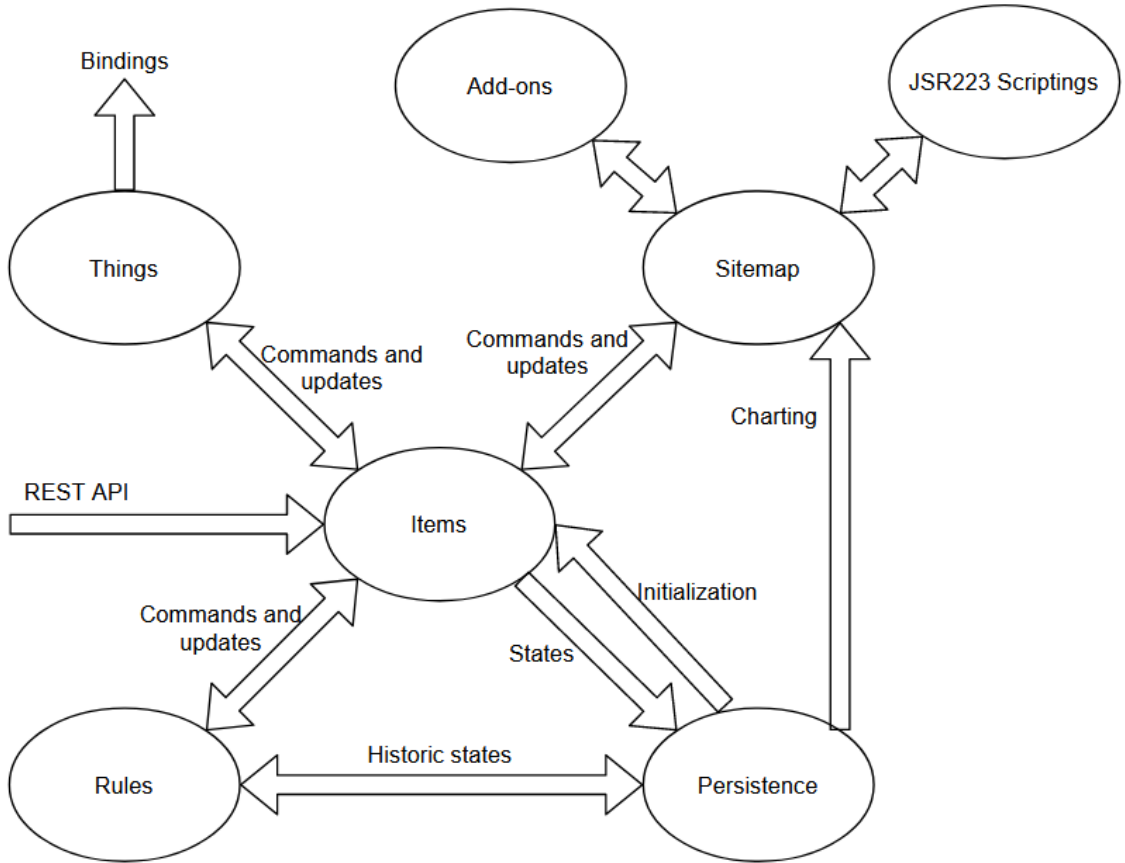 Bindings
Add-ons
JSR223 Scriptings
Things
Sitemap
Commands and
updates
Commands and
updates
Charting
REST API
Items
Initialization
Commands and
updates
States
Historic states
Rules
Persistence